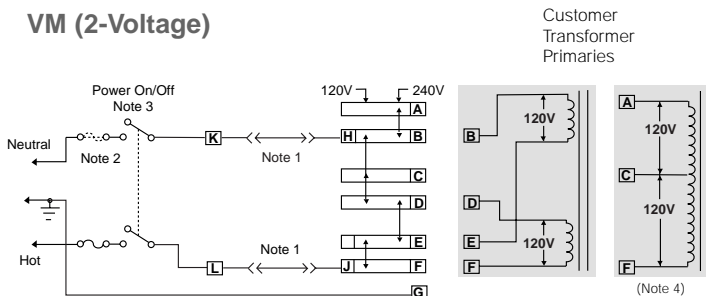 VM (2-Voltage)
Customer
Transformer
Primaries
Power On/Off
Note 3
120V
240V
A
Neutral
Note 2
K
Note 1
H
B
C
D
E
Hot
L
Note 1
J
F
G
B
120V
D
E
120V
F
A
120V
C
120V
F
(Note 4)